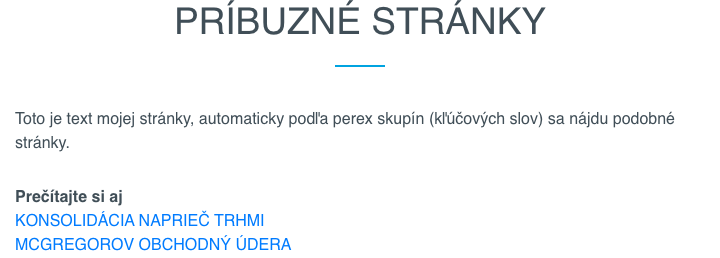 PRÍBUZNÉ STRÁNKY
Toto je text mojej stránky, automaticky podľa perex skupín (kľúčových slov) sa nájdu podobné
stránky.
Prečítajte si aj
KONSOLIDÁCIA NAPRIEČ TRHMI
MCGREGOROV OBCHODNÝ ÚDERA